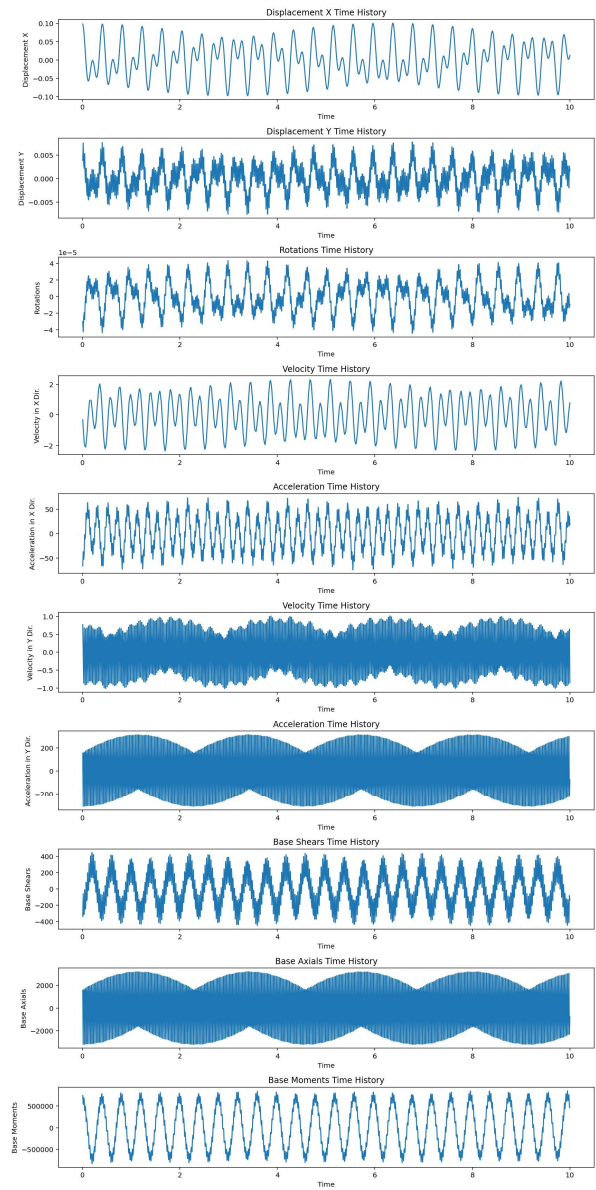 Displacement X Time History
Displacement X
0.10
0.05
0.00
−0.05
−0.10
0 2 4 6 8 10
Time
Displacement Y Time History
Displacement Y
0.005
0.000
−0.005
0 2 4 6 8 10
Time
Rotations Time History
1e−5
Rotations
4
2
0
−2
−4
0 2 4 6 8 10
Time
Velocity Time History
Velocity in X Dir.
2
0
−2
0 2 4 6 8 10
Time
Acceleration Time History
Acceleration in X Dir.
50
0
−50
0 2 4 6 8 10
Time
Velocity Time History
Velocity in Y Dir.
1.0
0.5
0.0
−0.5
−1.0
0 2 4 6 8 10
Time
Acceleration Time History
Acceleration in Y Dir.
200
0
−200
0 2 4 6 8 10
Time
Base Shears Time History
Base Shears
400
200
0
−200
−400
0 2 4 6 8 10
Time
Base Axials Time History
Base Axials
2000
0
−2000
0 2 4 6 8 10
Time
Base Moments Time History
Base Moments
500000
0
−500000
0 2 4 6 8 10
Time